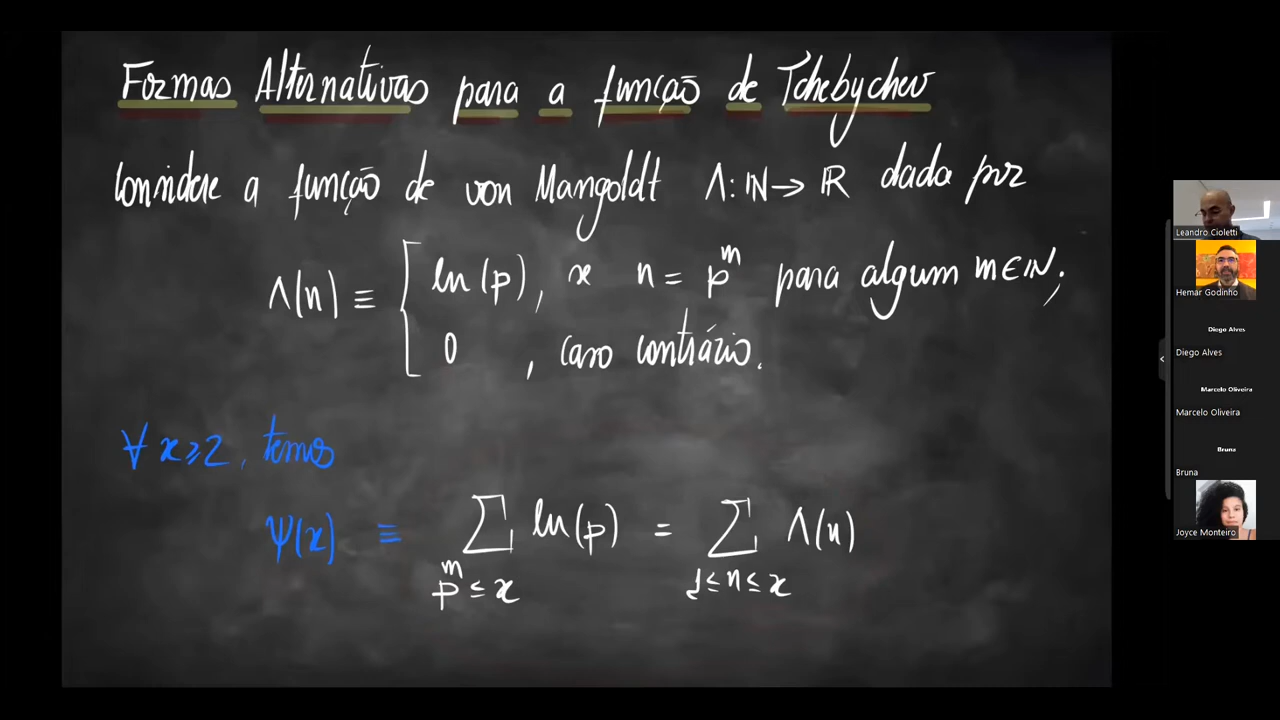 Formas Alternativas para a função de Tchebychev
Considere a função de von Mangoldt Λ: ℕ → ℝ dada por
Λ(n) ≡ { ln(p), se n = p^m para algum m ∈ ℕ;
0 , caso contrário.
∀ x ≥ 2, temos
Ψ(x) ≡ ∑ ln(p) = ∑ Λ(n)
p^m ≤ x 1 ≤ n ≤ x
Leandro Cioletti
Hemar Godinho
Diego Alves
Diego Alves
Marcelo Oliveira
Marcelo Oliveira
Bruna
Bruna
Joyce Monteiro